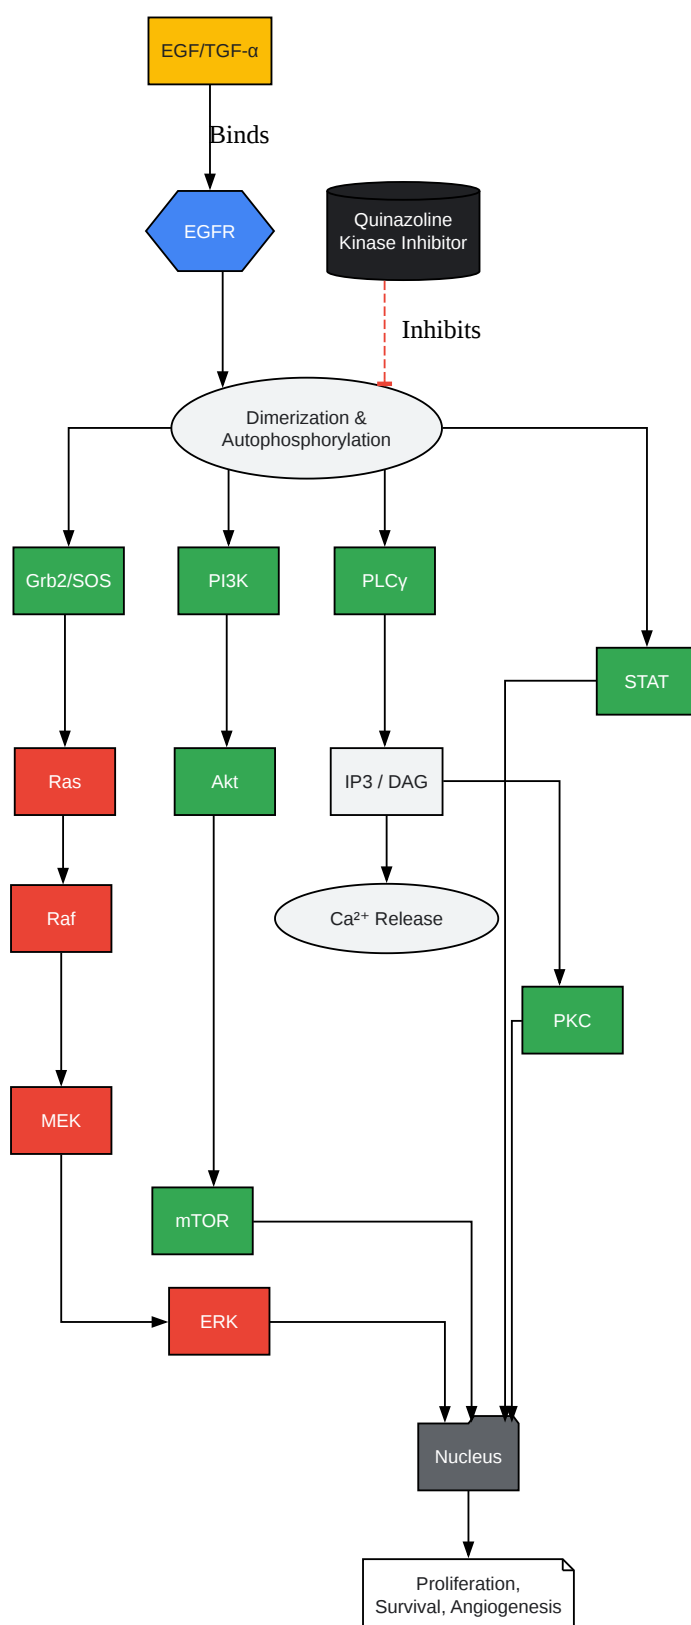 EGF/TGF-α
Binds
EGFR
Quinazoline
Kinase Inhibitor
Inhibits
Dimerization &
Autophosphorylation
Grb2/SOS
PI3K
PLCγ
STAT
Ras
Akt
IP3 / DAG
Raf
Ca²⁺ Release
PKC
MEK
mTOR
ERK
Nucleus
Proliferation,
Survival, Angiogenesis